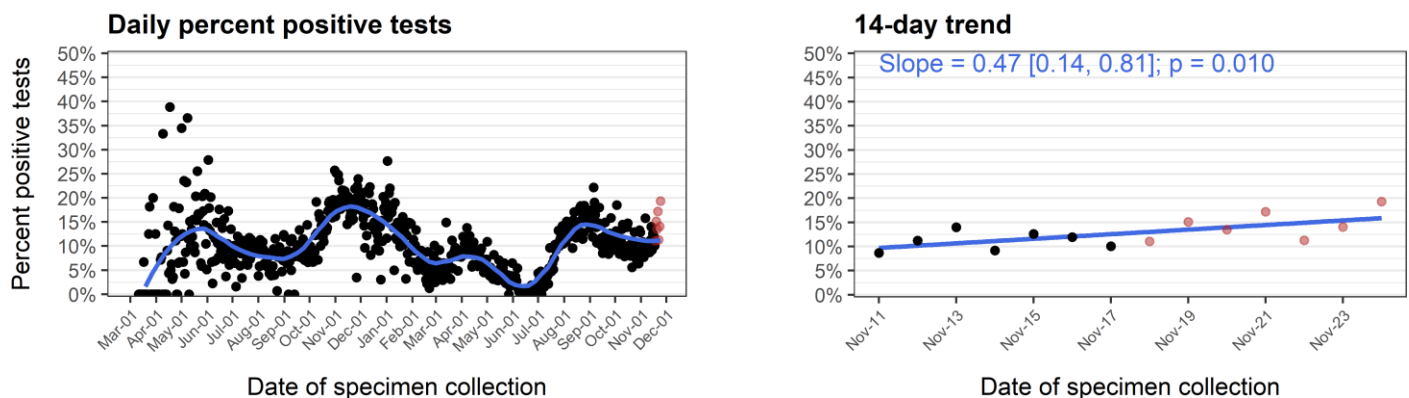 Daily percent positive tests
Percent positive tests
50%
45%
40%
35%
30%
25%
20%
15%
10%
5%
0%
Mar-01
Apr-01
May-01
Jun-01
Jul-01
Aug-01
Sep-01
Oct-01
Nov-01
Dec-01
Jan-01
Feb-01
Mar-01
Apr-01
May-01
Jun-01
Jul-01
Aug-01
Sep-01
Oct-01
Nov-01
Dec-01
Date of specimen collection
14-day trend
Slope = 0.47 [0.14, 0.81]; p = 0.010
50%
45%
40%
35%
30%
25%
20%
15%
10%
5%
0%
Nov-11
Nov-13
Nov-15
Nov-17
Nov-19
Nov-21
Nov-23
Date of specimen collection